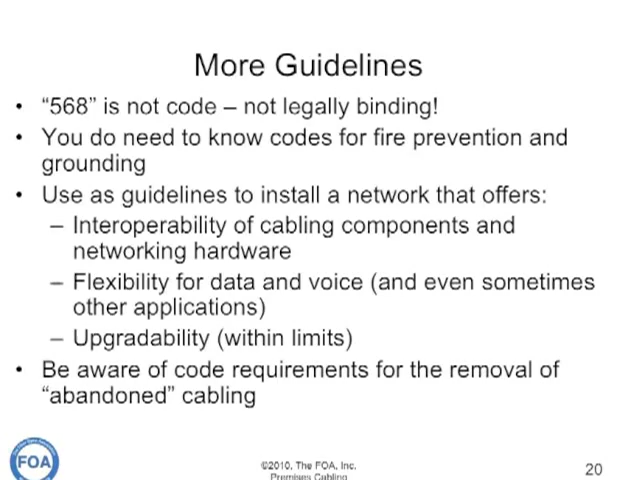 More Guidelines
• “568” is not code – not legally binding!
• You do need to know codes for fire prevention and
grounding
• Use as guidelines to install a network that offers:
– Interoperability of cabling components and
networking hardware
– Flexibility for data and voice (and even sometimes
other applications)
– Upgradability (within limits)
• Be aware of code requirements for the removal of
“abandoned” cabling
FOA
©2010, The FOA, Inc.
Premises Cabling
20